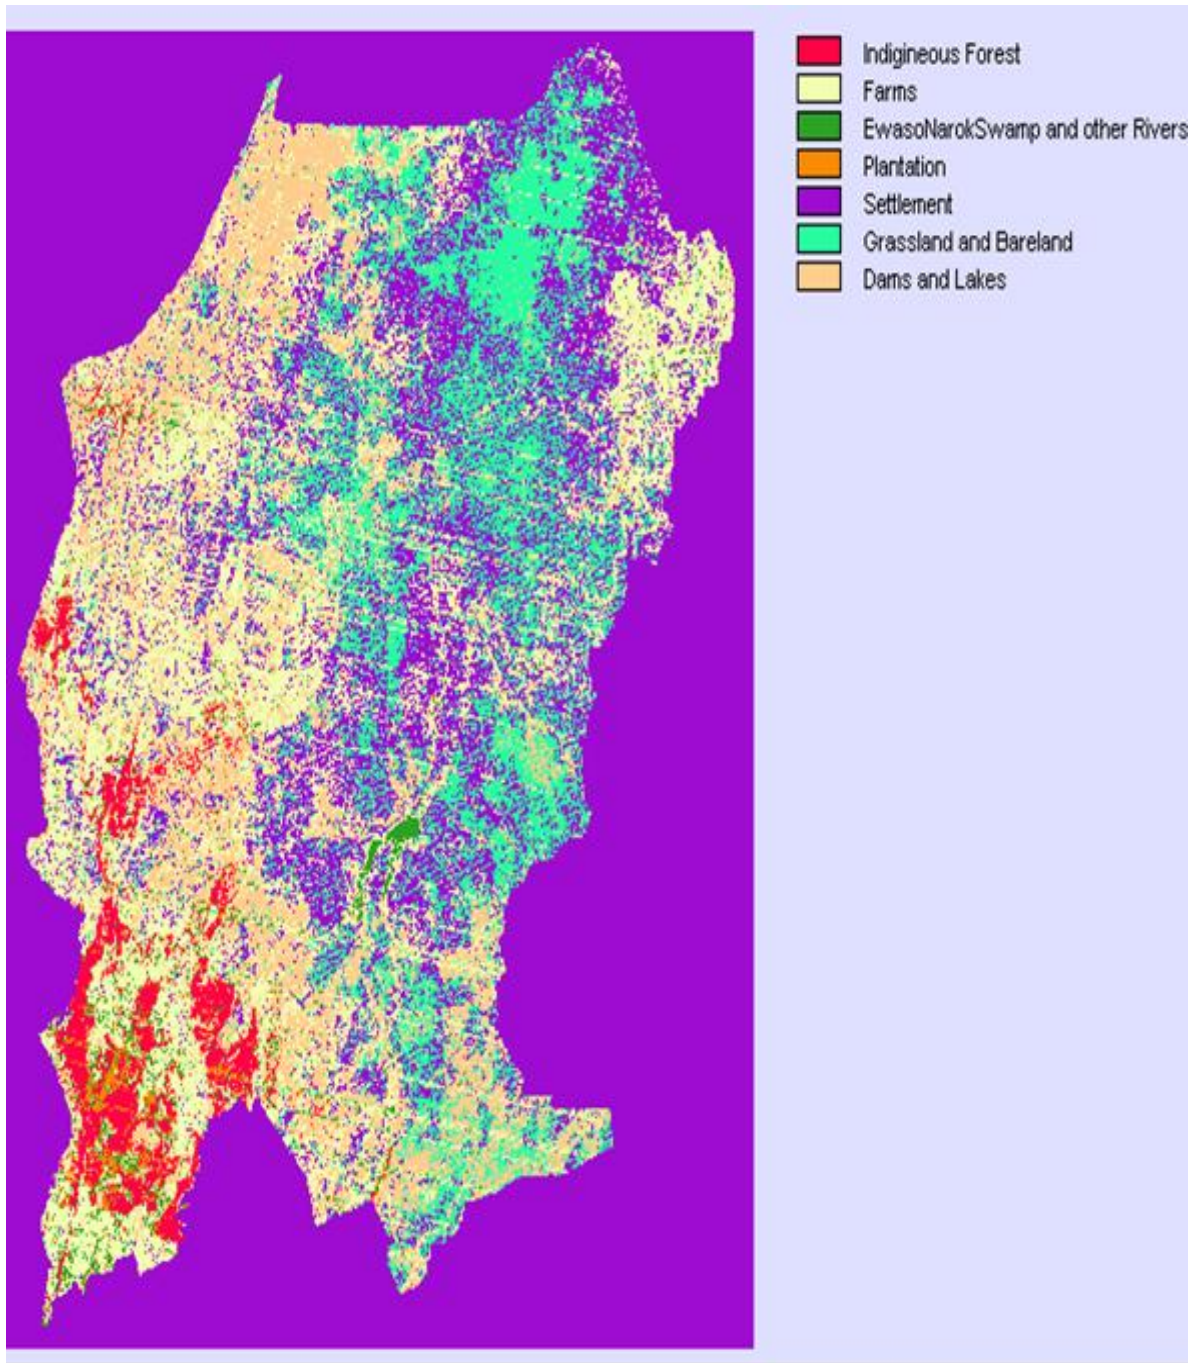 Indigineous Forest
Farms
EwasoNarokSwamp and other Rivers
Plantation
Settlement
Grassland and Bareland
Dams and Lakes